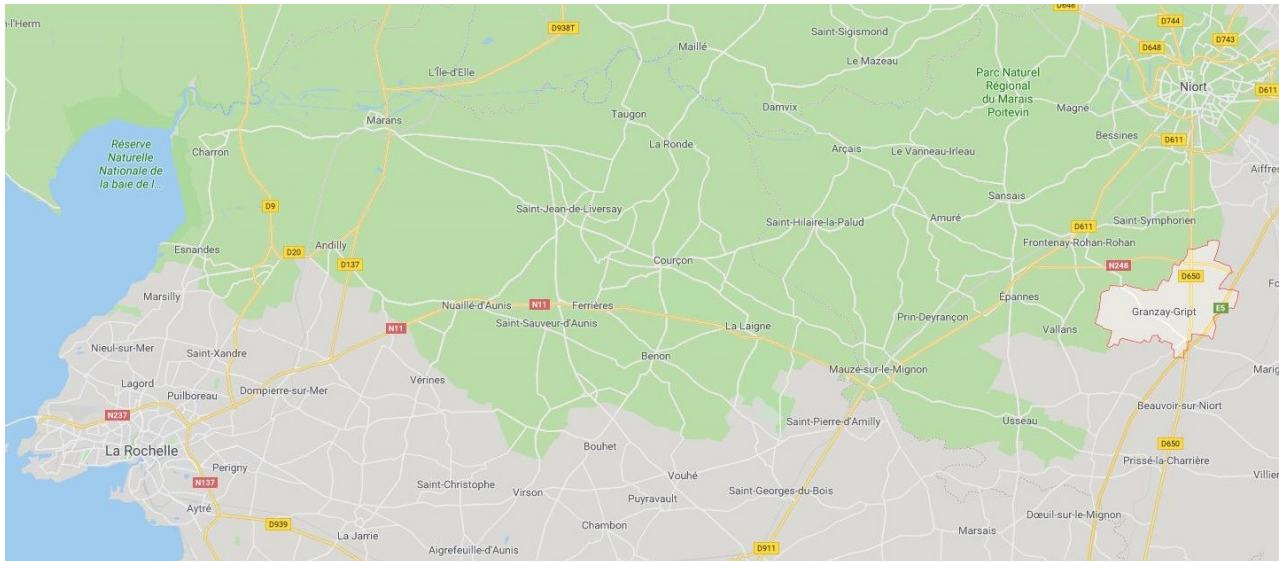 n-l'Herm
D938T
D648
D744
D743
D648
Saint-Sigismond
Maillé
Le Mazeau
L'Île-d'Elle
Parc Naturel
Régional
du Marais
Poitevin
Niort
D611
Damvix
Magné
Taugon
Marans
Bessines
D611
Réserve
Naturelle
Nationale de
la baie de l...
Charron
La Ronde
Arçais
Le Vanneau-Irleau
Aiffres
Sansais
D9
Saint-Jean-de-Liversay
Saint-Hilaire-la-Palud
Amuré
D611
Saint-Symphorien
Esnandes
D20
Andilly
D137
Frontenay-Rohan-Rohan
Courçon
N248
D650
Marsilly
Nuaillé-d'Aunis
N11
Ferrières
Épannes
E5
Granzay-Gript
Saint-Sauveur-d'Aunis
La Laigne
Prin-Deyrançon
N11
Vallans
Nieul-sur-Mer
Saint-Xandre
Benon
Mauzé-sur-le-Mignon
Marig
Lagord
Puilboreau
Dompierre-sur-Mer
Vérines
Beauvoir-sur-Niort
N237
Saint-Pierre-d'Amilly
Usseau
La Rochelle
Bouhet
D650
Prissé-la-Charrière
Perigny
Villier
N137
Saint-Christophe
Virson
Vouhé
Puyravault
Saint-Georges-du-Bois
Aytré
D939
La Jarrie
Chambon
Marsais
Dœuil-sur-le-Mignon
Aigrefeuille-d'Aunis
D911